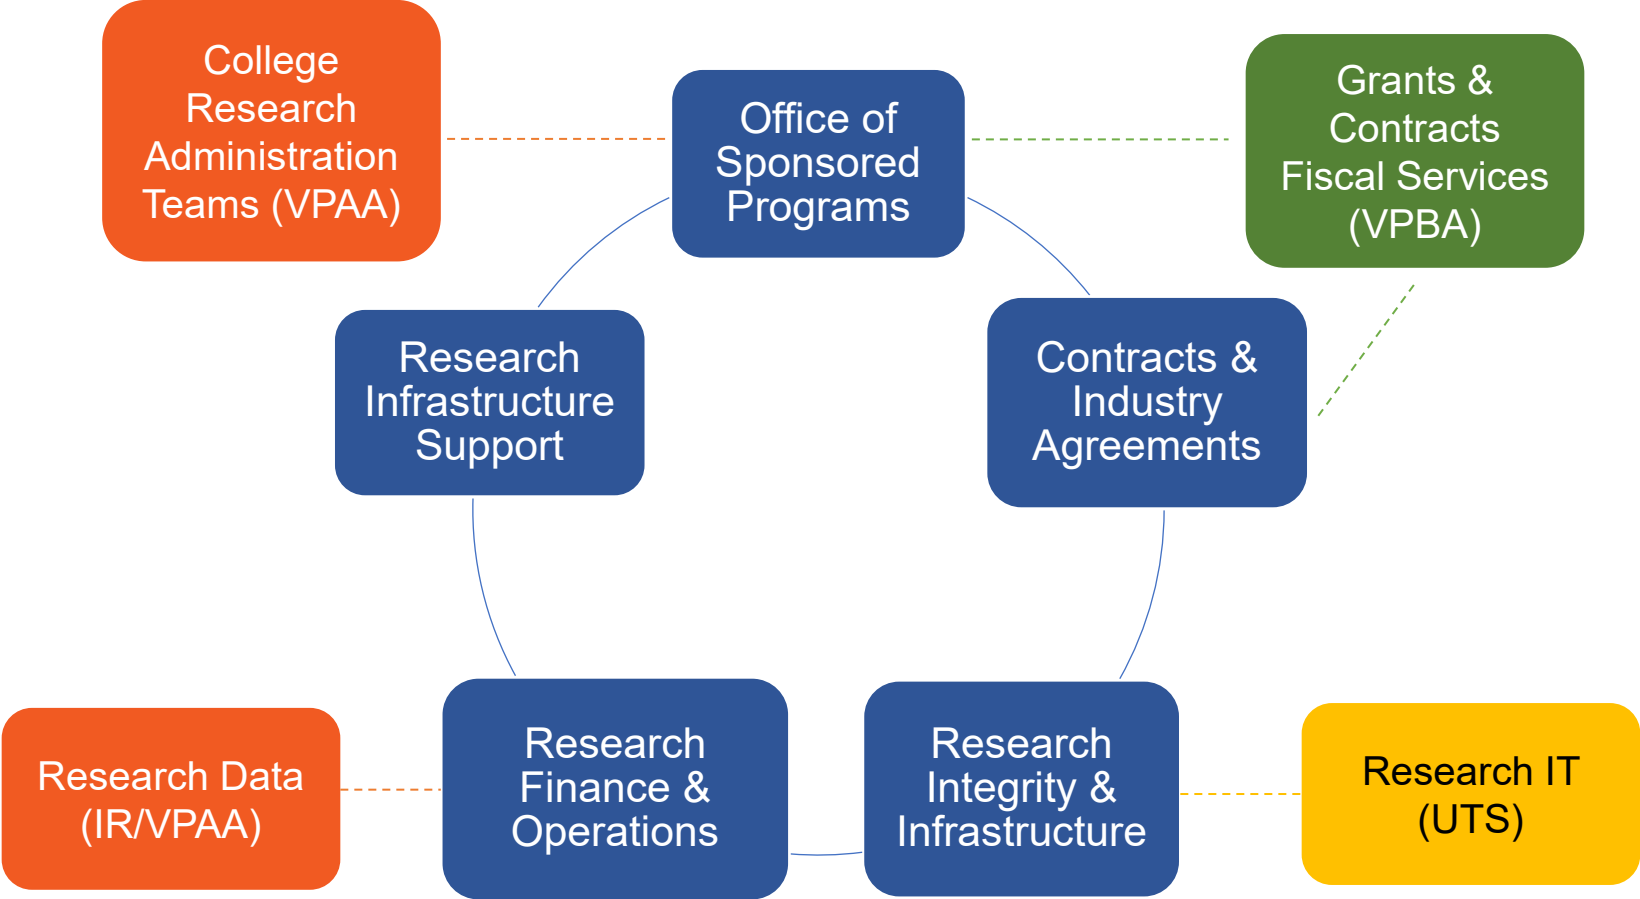 College
Research
Administration
Teams (VPAA)
Office of
Sponsored
Programs
Grants &
Contracts
Fiscal Services
(VPBA)
Research
Infrastructure
Support
Contracts &
Industry
Agreements
Research Data
(IR/VPAA)
Research
Finance &
Operations
Research
Integrity &
Infrastructure
Research IT
(UTS)